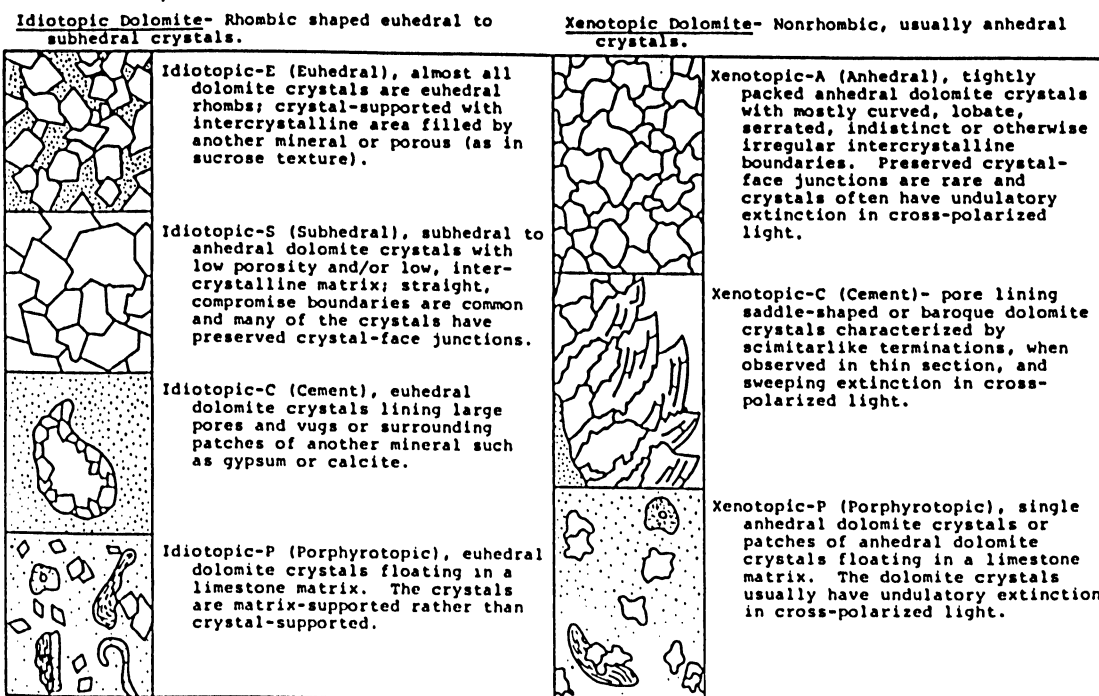 Idiotopic Dolomite- Rhombic shaped euhedral to
subhedral crystals.
Idiotopic-E (Euhedral), almost all
dolomite crystals are euhedral
rhombs; crystal-supported with
intercrystalline area filled by
another mineral or porous (as in
sucrose texture).
Idiotopic-S (Subhedral), subhedral to
anhedral dolomite crystals with
low porosity and/or low, inter-
crystalline matrix; straight,
compromise boundaries are common
and many of the crystals have
preserved crystal-face junctions.
Idiotopic-C (Cement), euhedral
dolomite crystals lining large
pores and vugs or surrounding
patches of another mineral such
as gypsum or calcite.
Idiotopic-P (Porphyrotopic), euhedral
dolomite crystals floating in a
limestone matrix. The crystals
are matrix-supported rather than
crystal-supported.
Xenotopic Dolomite- Nonrhombic, usually anhedral
crystals.
Xenotopic-A (Anhedral), tightly
packed anhedral dolomite crystals
with mostly curved, lobate,
serrated, indistinct or otherwise
irregular intercrystalline
boundaries. Preserved crystal-
face junctions are rare and
crystals often have undulatory
extinction in cross-polarized
light.
Xenotopic-C (Cement)- pore lining
saddle-shaped or baroque dolomite
crystals characterized by
scimitarlike terminations, when
observed in thin section, and
sweeping extinction in cross-
polarized light.
Xenotopic-P (Porphyrotopic), single
anhedral dolomite crystals or
patches of anhedral dolomite
crystals floating in a limestone
matrix. The dolomite crystals
usually have undulatory extinction
in cross-polarized light.